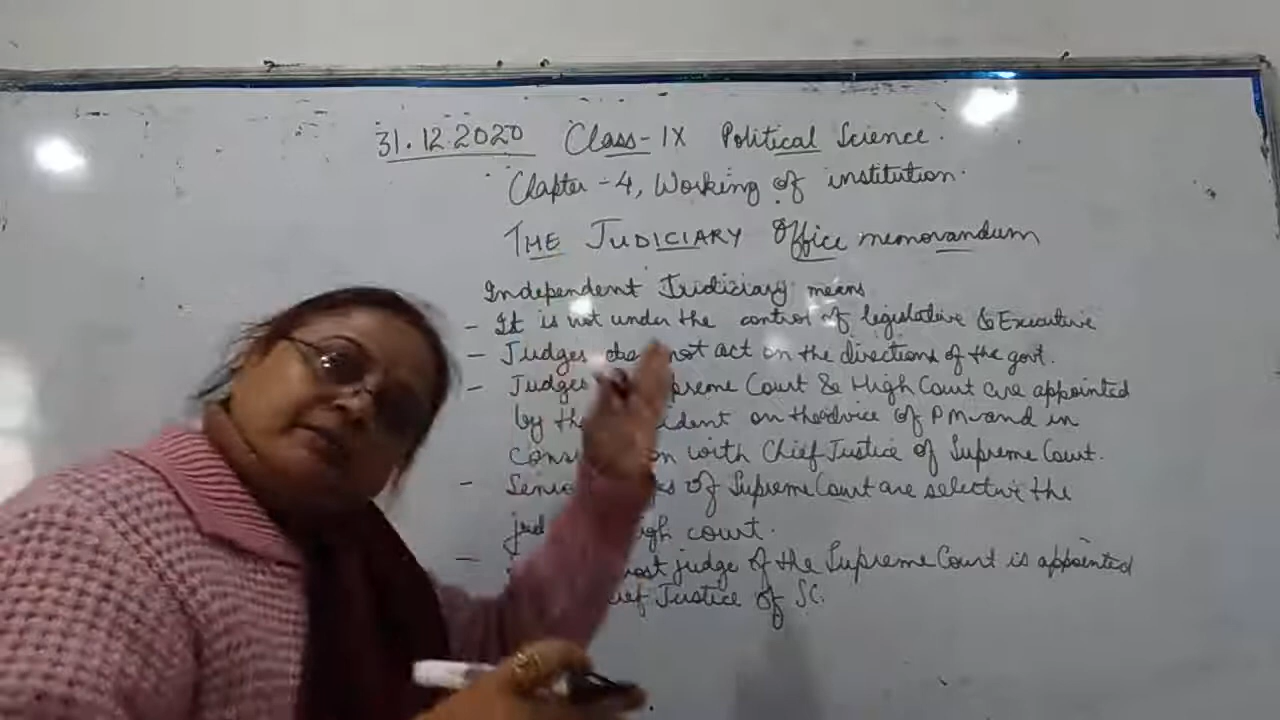 31.12.2020 Class-IX Political Science.
Chapter-4, Working of institution.
THE JUDICIARY Office memorandum
Independent Judiciary means
- It is not under the control of legislative & Executive
- Judges not act on the directions of the govt.
- Judges Court & High Court are appointed
by on the advice of PM and in
with Chief Justice of Supreme Court.
- of Supreme Court are selective the
court.
- judge of the Supreme Court is appointed
Justice of SC.